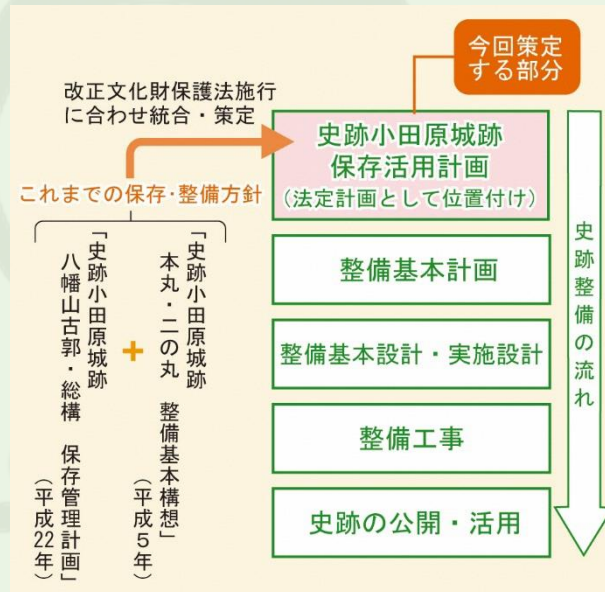 今回策定
する部分
改正文化財保護法施行
に合わせ統合・策定
史跡小田原城跡
保存活用計画
(法定計画として位置付け)
これまでの保存・整備方針
「史跡小田原城跡
本丸・二の丸 整備基本構想」
(平成5年)
+
「史跡小田原城跡
八幡山古郭・総構 保存管理計画」
(平成22年)
整備基本計画
整備基本設計・実施設計
整備工事
史跡の公開・活用
史跡整備の流れ